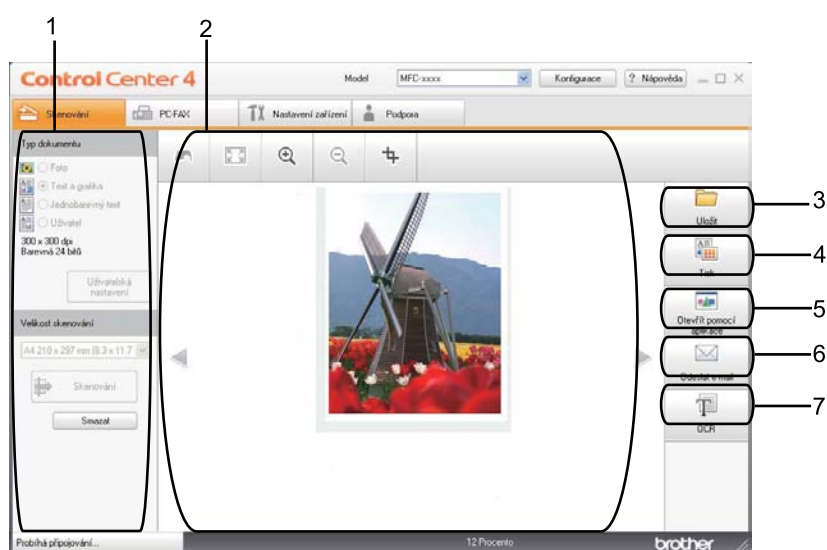 1
2
Control Center 4
Model
MFC-xxxx
Konfigurace
? Nápověda
Skenování
PC-FAX
Nastavení zařízení
Podpora
Typ dokumentu
Foto
Text a grafika
Jednobarevný text
Uživatel
300 x 300 dpi
Barevná 24 bitů
Uživatelská
nastavení
Velikost skenování
A4 210 x 297 mm (8.3 x 11.7
Skenování
Smazat
Uložit
3
Tisk
4
Otevřít pomocí
aplikace
5
Odeslat e-mail
6
OCR
7
Probíhá připojování...
12 Procento
brother